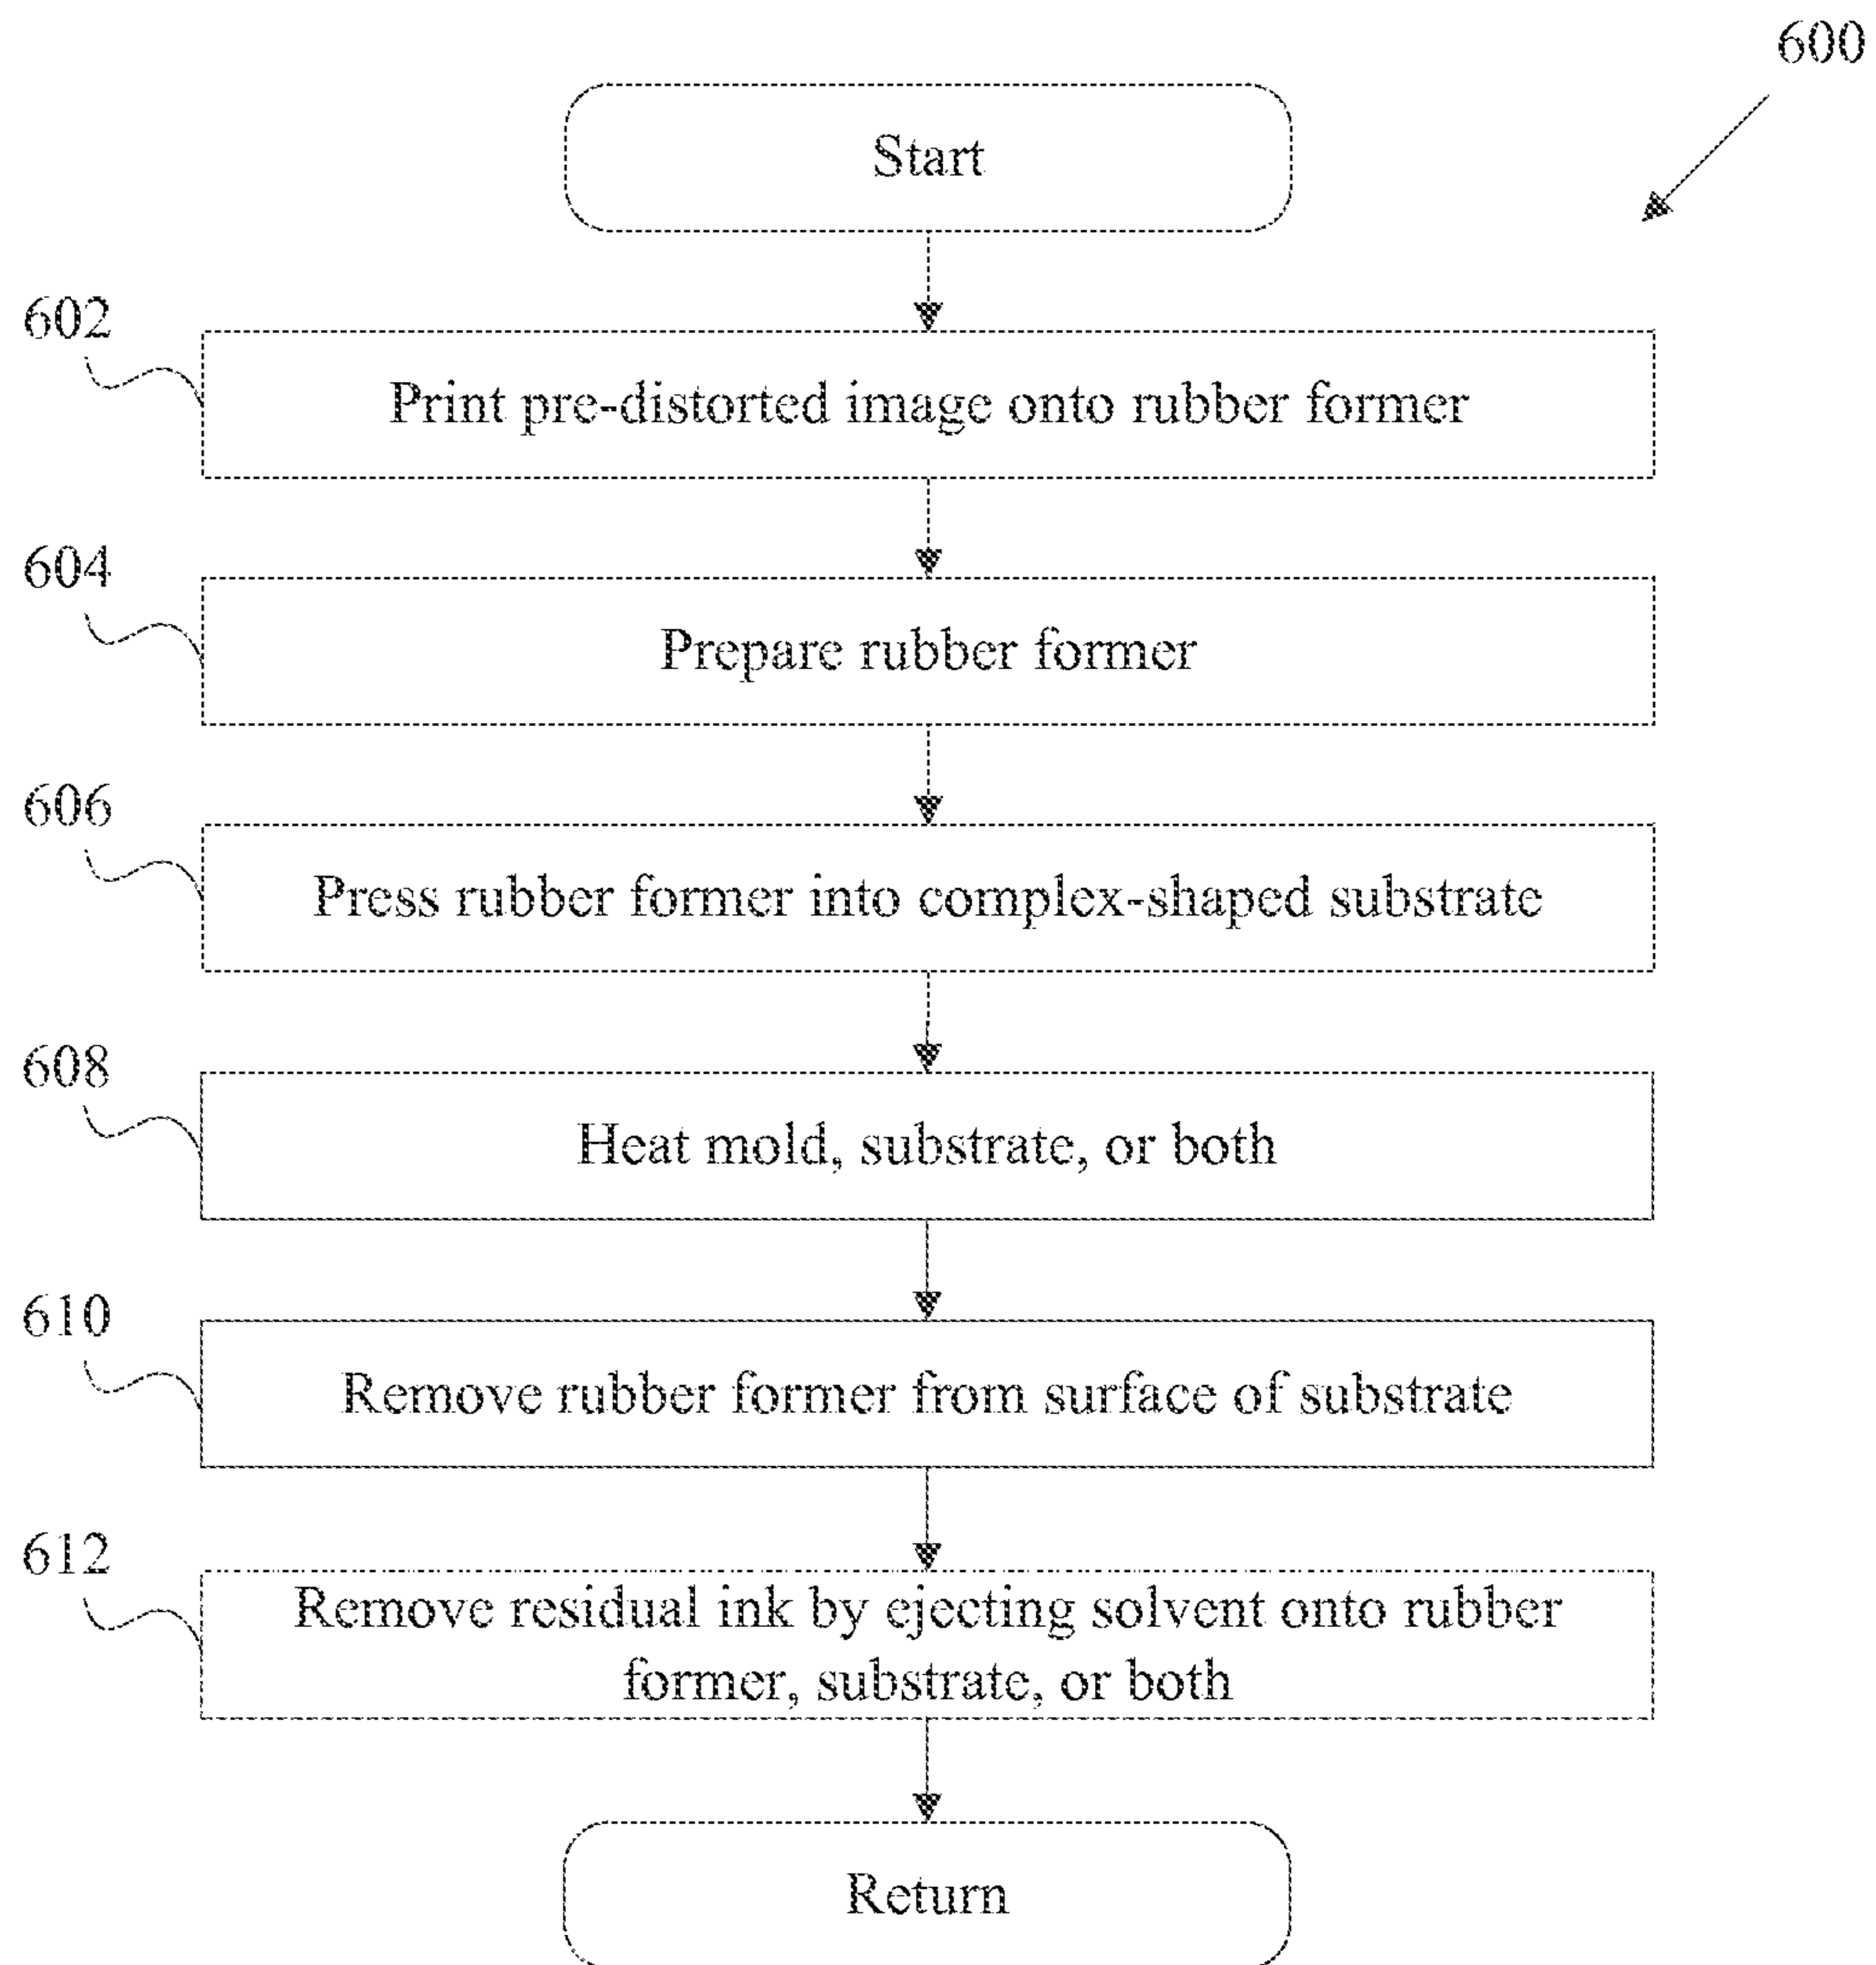 600
Start
602
Print pre-distorted image onto rubber former
604
Prepare rubber former
606
Press rubber former into complex-shaped substrate
608
Heat mold, substrate, or both
610
Remove rubber former from surface of substrate
612
Remove residual ink by ejecting solvent onto rubber
former, substrate, or both
Return